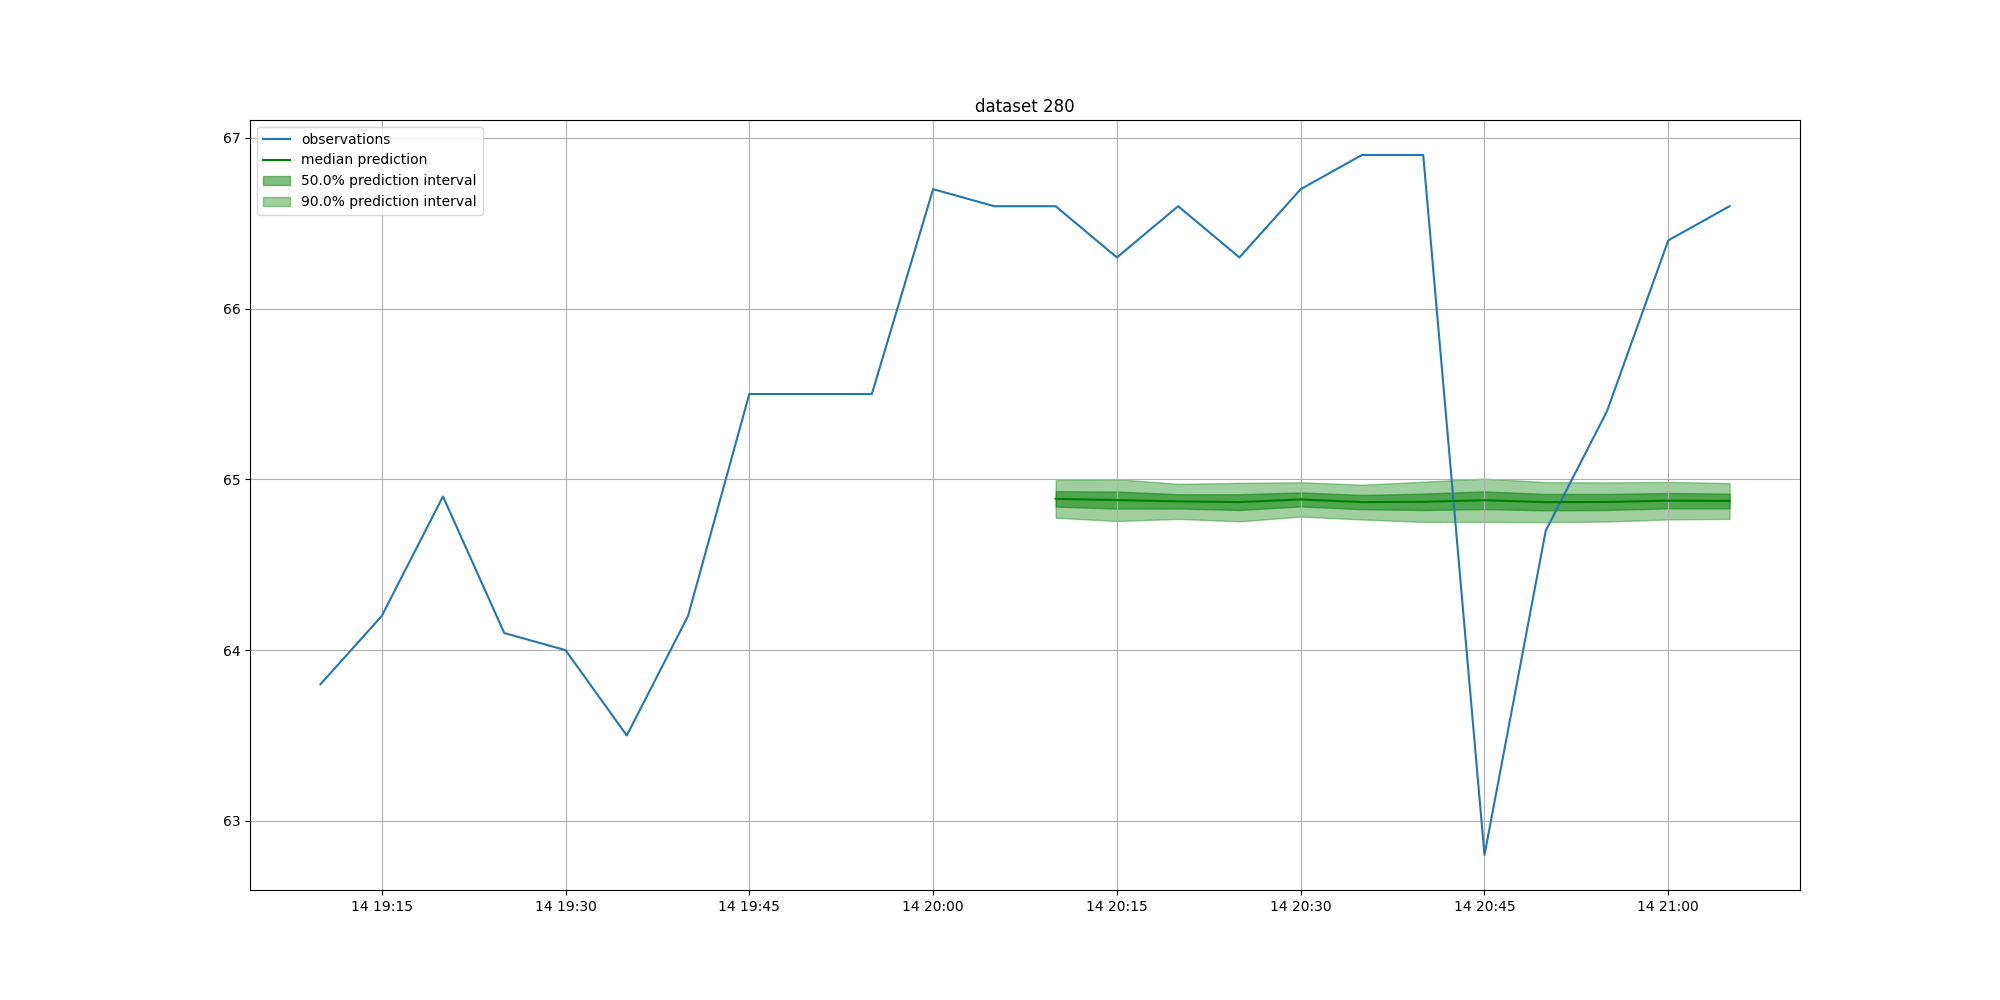 dataset 280
observations
median prediction
50.0% prediction interval
90.0% prediction interval
67
66
65
64
63
14 19:15
14 19:30
14 19:45
14 20:00
14 20:15
14 20:30
14 20:45
14 21:00